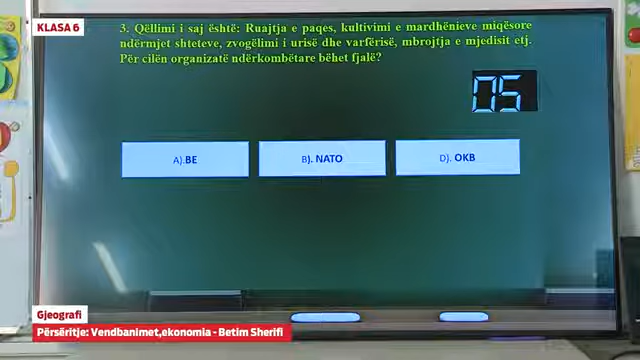 KLASA 6
3. Qëllimi i saj është: Ruajtja e paqes, kultivimi e mardhënieve miqësore
ndërmjet shteteve, zvogëlimi i urisë dhe varfërisë, mbrojtja e mjedisit etj.
Për cilën organizatë ndërkombëtare bëhet fjalë?
05
A).BE
B). NATO
D). OKB
Gjeografi
Përsëritje: Vendbanimet,ekonomia - Betim Sherifi